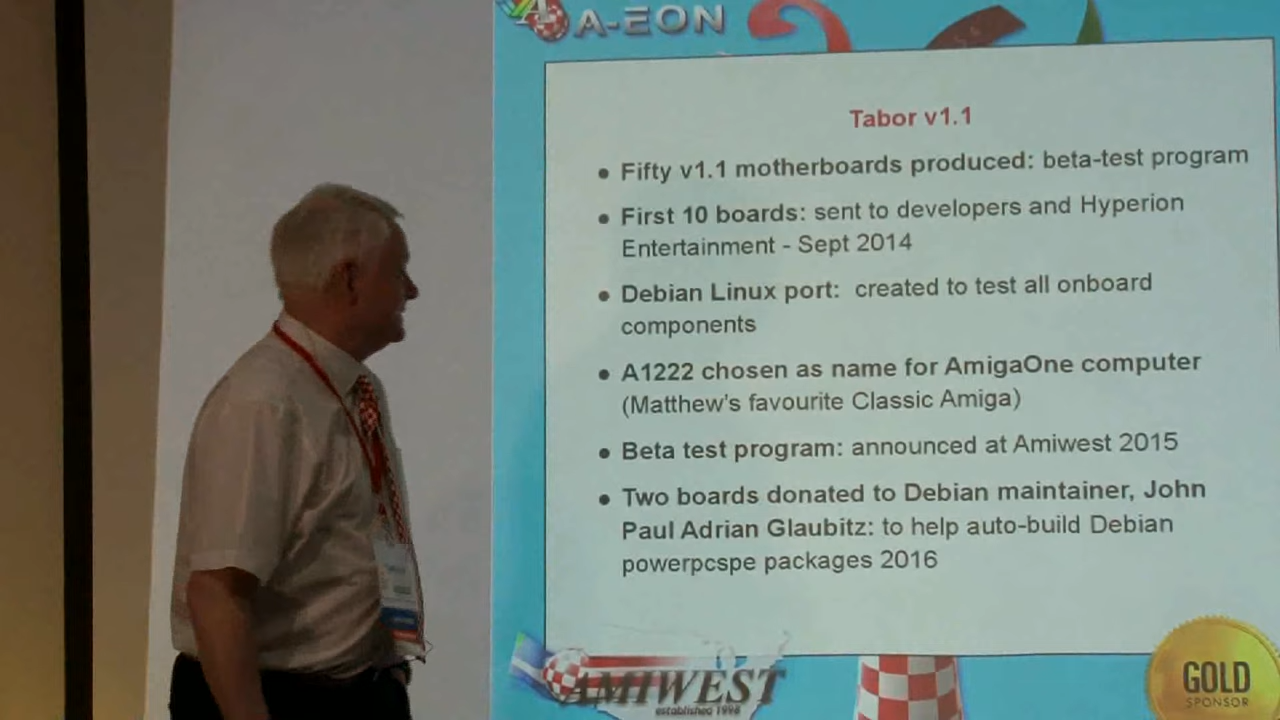 A-EON
Tabor v1.1
• Fifty v1.1 motherboards produced: beta-test program
• First 10 boards: sent to developers and Hyperion
Entertainment - Sept 2014
• Debian Linux port: created to test all onboard
components
• A1222 chosen as name for AmigaOne computer
(Matthew's favourite Classic Amiga)
• Beta test program: announced at Amiwest 2015
• Two boards donated to Debian maintainer, John
Paul Adrian Glaubitz: to help auto-build Debian
powerpcspe packages 2016
AMIWEST
established 1998
GOLD
SPONSOR